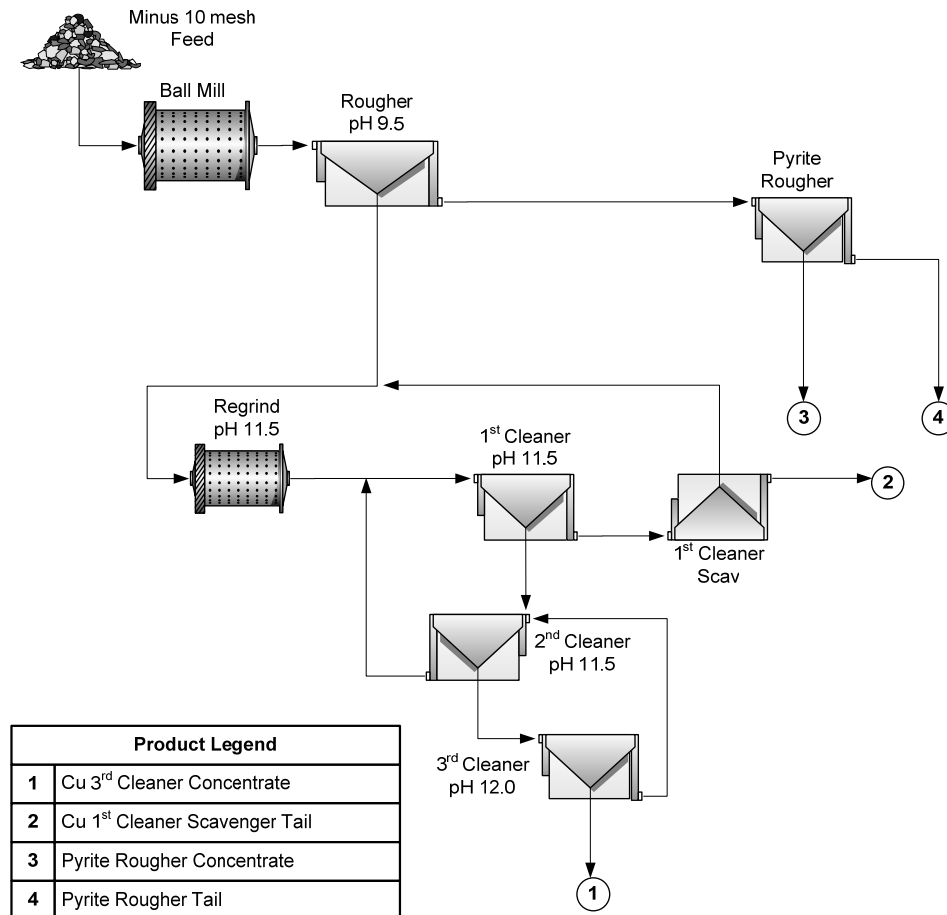 Minus 10 mesh
Feed
Ball Mill
Rougher
pH 9.5
Pyrite
Rougher
3
4
Regrind
pH 11.5
1st Cleaner
pH 11.5
2
1st Cleaner
Scav
2nd Cleaner
pH 11.5
3rd Cleaner
pH 12.0
1
Product Legend
1 Cu 3rd Cleaner Concentrate
2 Cu 1st Cleaner Scavenger Tail
3 Pyrite Rougher Concentrate
4 Pyrite Rougher Tail